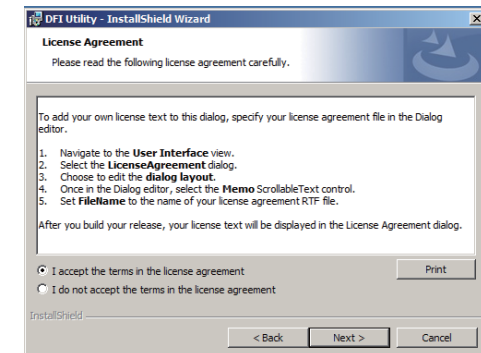 DFI Utility - InstallShield Wizard
License Agreement
Please read the following license agreement carefully.
To add your own license text to this dialog, specify your license agreement file in the Dialog
editor.
1. Navigate to the User Interface view.
2. Select the LicenseAgreement dialog.
3. Choose to edit the dialog layout.
4. Once in the Dialog editor, select the Memo ScrollableText control.
5. Set FileName to the name of your license agreement RTF file.
After you build your release, your license text will be displayed in the License Agreement dialog.
I accept the terms in the license agreement
Print
I do not accept the terms in the license agreement
InstallShield
< Back Next > Cancel